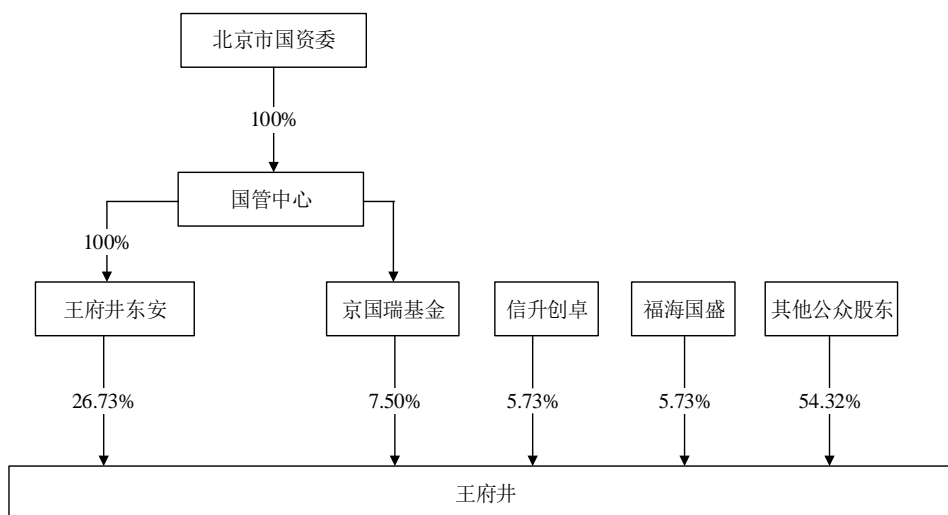 北京市国资委
100%
国管中心
100%
王府井东安
京国瑞基金
信升创卓
福海国盛
其他公众股东
26.73%
7.50%
5.73%
5.73%
54.32%
王府井